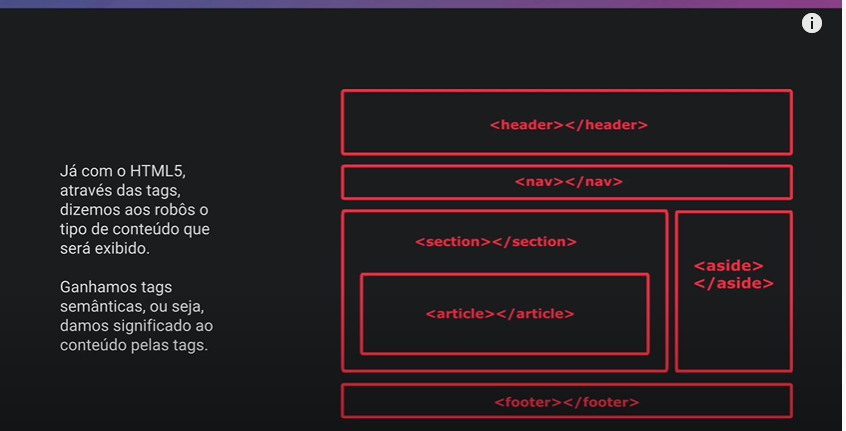 Já com o HTML5,
através das tags,
dizemos aos robôs o
tipo de conteúdo que
será exibido.
Ganhamos tags
semânticas, ou seja,
damos significado ao
conteúdo pelas tags.
<header></header>
<nav></nav>
<section></section>
<article></article>
<aside>
</aside>
<footer></footer>